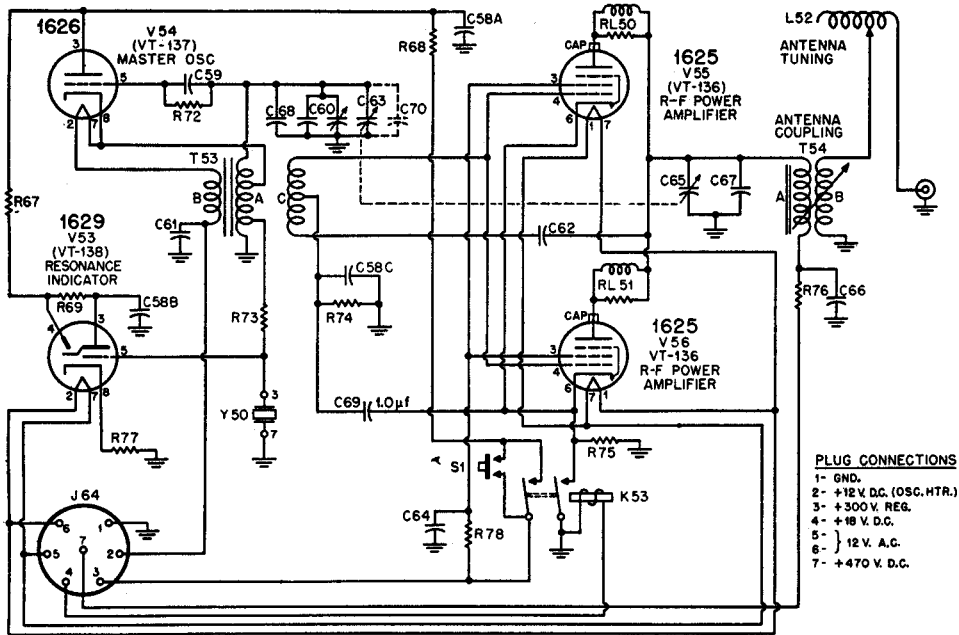 1626
V54
(VT-137)
MASTER OSC
3
5
2
7
8
C59
R72
C68
C60
C63
C70
R68
C58A
RL50
CAP
1625
V55
(VT-136)
R-F POWER
AMPLIFIER
3
4
6
1
7
L52
ANTENNA
TUNING
ANTENNA
COUPLING
T54
A
B
C65
C67
T53
B
A
C
C61
R67
1629
V53
(VT-138)
RESONANCE
INDICATOR
R69
C58B
4
3
5
2
7
8
R73
C58C
R74
C62
RL 51
CAP
1625
V56
VT-136
R-F POWER
AMPLIFIER
3
4
6
7
1
R76
C66
C69
1.0µf
3
Y50
7
R77
R75
S1
K53
A
C64
R78
J64
6
1
7
5
2
4
3
PLUG CONNECTIONS
1- GND.
2- +12V. D.C. (OSC. HTR.)
3- +300 V. REG.
4- +18 V. D.C.
5-
6- } 12V. A.C.
7- +470 V. D.C.